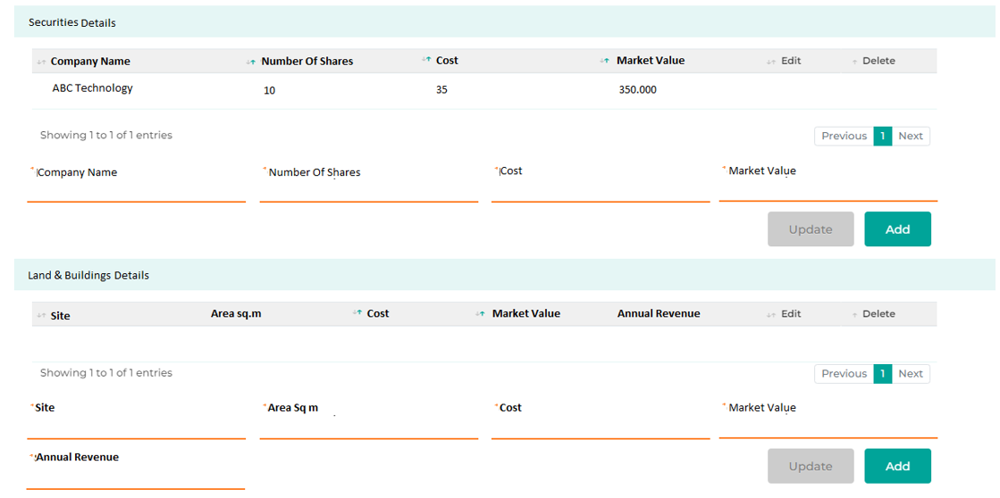 Securities Details
Company Name Number Of Shares Cost Market Value Edit Delete
ABC Technology 10 35 350.000
Showing 1 to 1 of 1 entries Previous 1 Next
*Company Name *Number Of Shares *Cost *Market Value
Update Add
Land & Buildings Details
Site Area sq.m Cost Market Value Annual Revenue Edit Delete
Showing 1 to 1 of 1 entries Previous 1 Next
*Site *Area Sq m *Cost *Market Value
*Annual Revenue Update Add